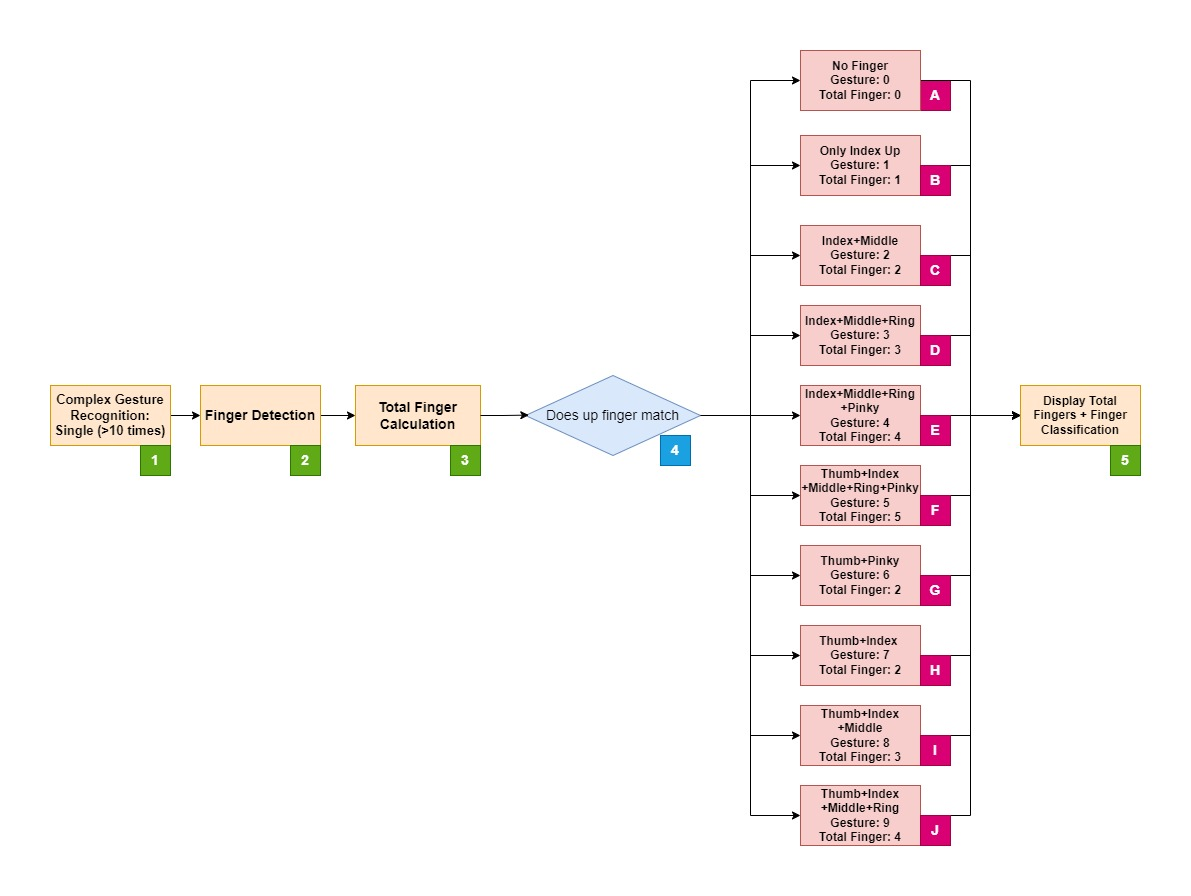 Complex Gesture
Recognition:
Single (>10 times)
1
Finger Detection
2
Total Finger
Calculation
3
Does up finger match
4
No Finger
Gesture: 0
Total Finger: 0
A
Only Index Up
Gesture: 1
Total Finger: 1
B
Index+Middle
Gesture: 2
Total Finger: 2
C
Index+Middle+Ring
Gesture: 3
Total Finger: 3
D
Index+Middle+Ring
+Pinky
Gesture: 4
Total Finger: 4
E
Thumb+Index
+Middle+Ring+Pinky
Gesture: 5
Total Finger: 5
F
Thumb+Pinky
Gesture: 6
Total Finger: 2
G
Thumb+Index
Gesture: 7
Total Finger: 2
H
Thumb+Index
+Middle
Gesture: 8
Total Finger: 3
I
Thumb+Index
+Middle+Ring
Gesture: 9
Total Finger: 4
J
Display Total
Fingers + Finger
Classification
5